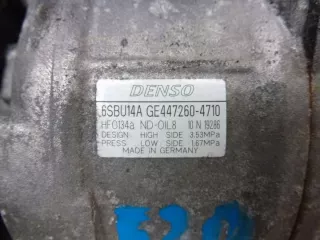 DENSO
6SBU14A GE447260-4710
HFC134a ND-OIL8 10 N 19286
DESIGN HIGH SIDE 3.53MPa
PRESS. LOW SIDE 1.67MPa
MADE IN GERMANY